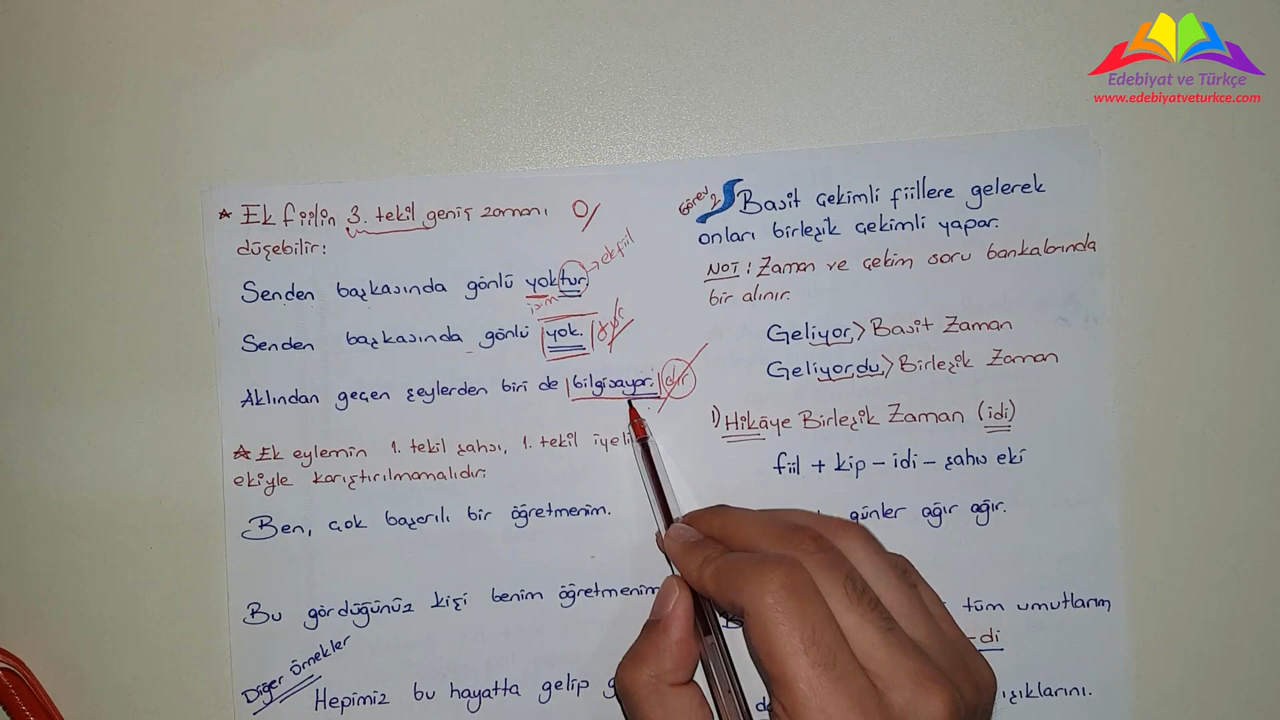 Edebiyat ve Türkçe
www.edebiyatveturkce.com
* Ek fiilin 3. tekil geniş zamanı
düşebilir:
Senden başkasında gönlü yoktur.
ekfiil
isim
Senden başkasında gönlü yok.
Aklından geçen şeylerden biri de bilgisayar. dır
* Ek eylemin 1. tekil şahsı, 1. tekil
ekiyle karıştırılmamalıdır:
Ben, çok başarılı bir öğretmenim.
Bu gördüğünüz kişi benim öğretmenim
Diğer Örnekler
Hepimiz bu hayatta gelip
Görev 2
Basit çekimli fiillere gelerek
onları birleşik çekimli yapar.
NOT: Zaman ve çekim soru bankalarında
bir alınır.
Geliyor > Basit Zaman
Geliyordu > Birleşik Zaman
1) Hikâye Birleşik Zaman (idi)
fiil + kip - idi - şahıs eki
günler ağır ağır.
tüm umutlarım
-di
ışıklarını.